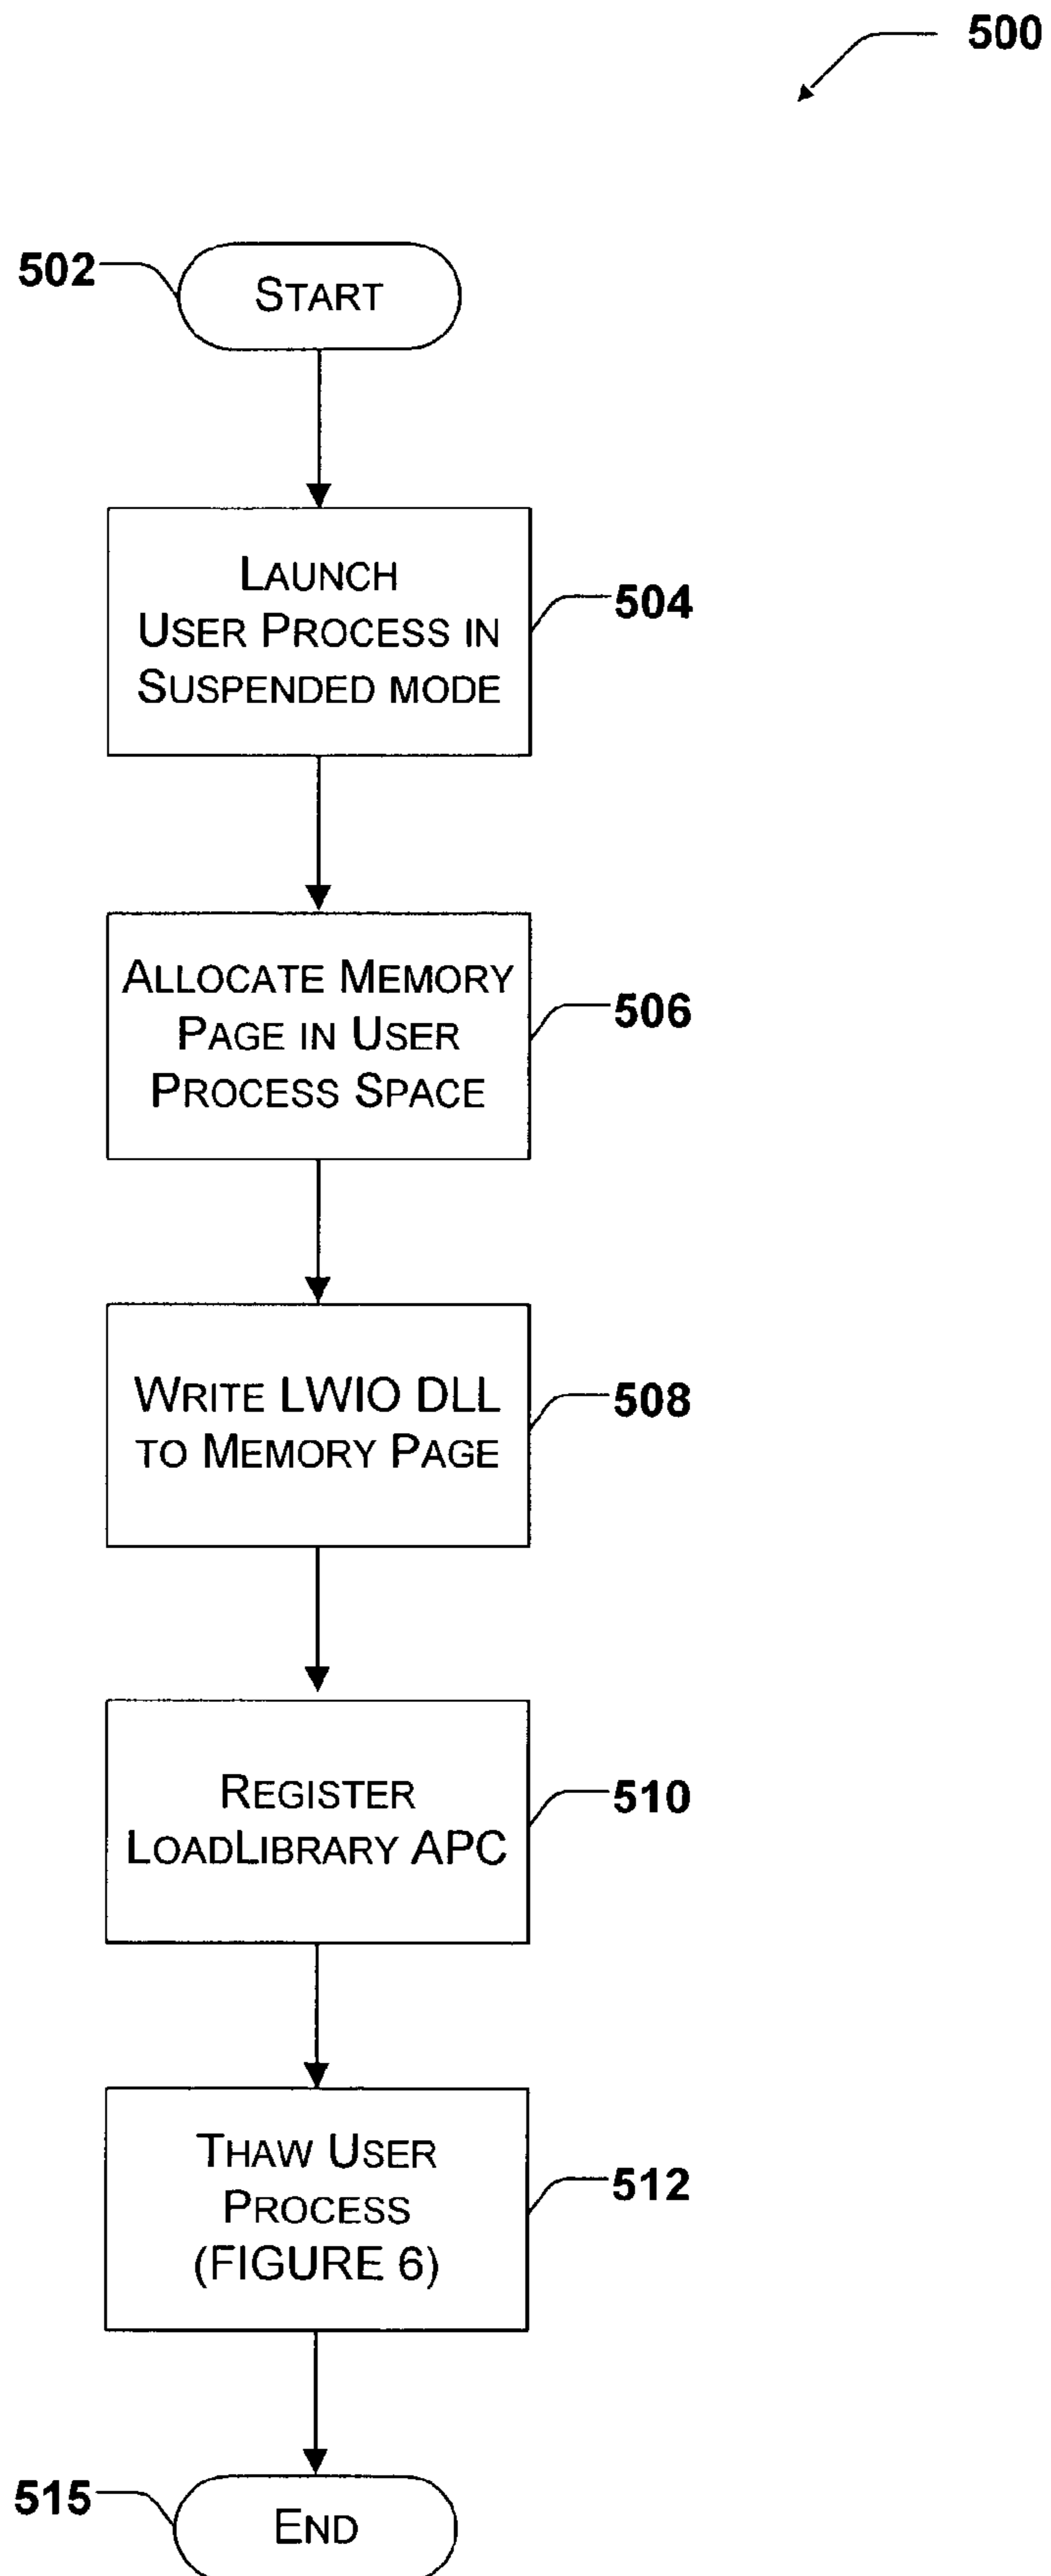 500
502
START
LAUNCH
USER PROCESS IN
SUSPENDED MODE
504
ALLOCATE MEMORY
PAGE IN USER
PROCESS SPACE
506
WRITE LWIO DLL
TO MEMORY PAGE
508
REGISTER
LOADLIBRARY APC
510
THAW USER
PROCESS
(FIGURE 6)
512
515
END